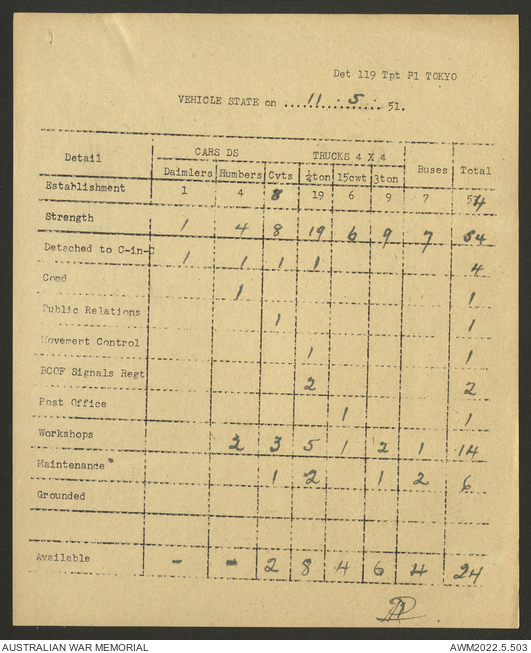 Det 119 Tpt Pl TOKYO
VEHICLE STATE on ...11...5... 51.
Detail CARS DS TRUCKS 4 X 4 Buses Total
Daimlers Humbers Cvts ¼ton 15cwt 3ton
Establishment 1 4 8 19 6 9 7 54
Strength 1 4 8 19 6 9 7 54
Detached to C-in-C 1 1 1 1 4
Comd 1 1
Public Relations 1 1
Movement Control 1 1
BCOF Signals Regt 2 2
Post Office 1 1
Workshops 2 3 5 1 2 1 14
Maintenance 1 2 1 2 6
Grounded
Available - - 2 8 4 6 4 24
AUSTRALIAN WAR MEMORIAL AWM2022.5.503